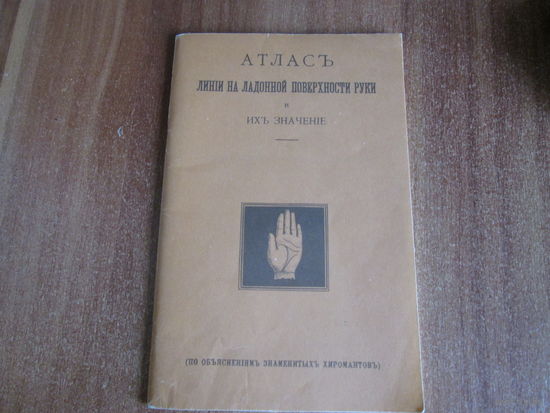 АТЛАСЪ
ЛИНІИ НА ЛАДОННОЙ ПОВЕРХНОСТИ РУКИ
и
ИХЪ ЗНАЧЕНІЕ
(ПО ОБЪЯСНЕНІЯМЪ ЗНАМЕНИТЫХЪ ХИРОМАНТОВЪ)